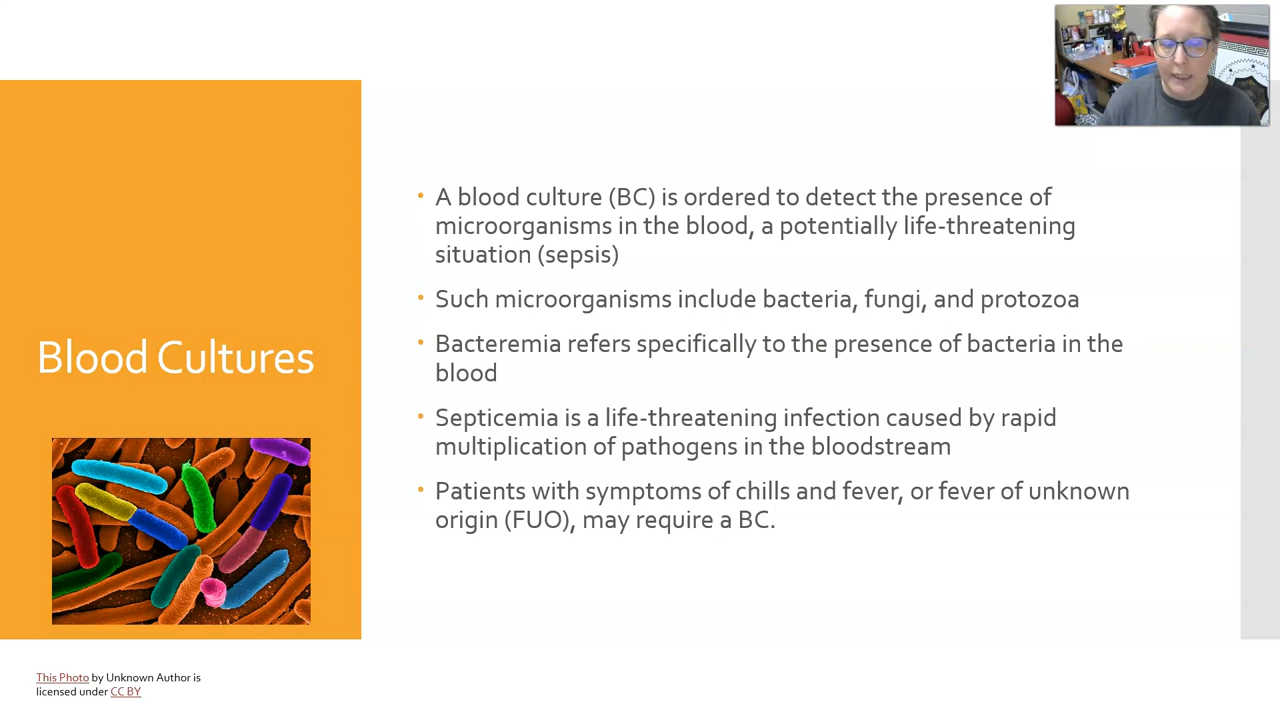 Blood Cultures
• A blood culture (BC) is ordered to detect the presence of
microorganisms in the blood, a potentially life-threatening
situation (sepsis)
• Such microorganisms include bacteria, fungi, and protozoa
• Bacteremia refers specifically to the presence of bacteria in the
blood
• Septicemia is a life-threatening infection caused by rapid
multiplication of pathogens in the bloodstream
• Patients with symptoms of chills and fever, or fever of unknown
origin (FUO), may require a BC.
This Photo by Unknown Author is
licensed under CC BY